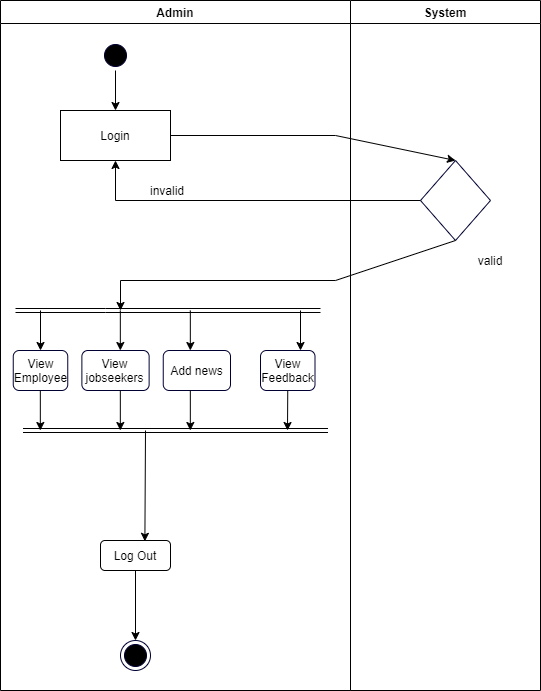 Admin
System
Login
invalid
valid
View
Employee
View
jobseekers
Add news
View
Feedback
Log Out